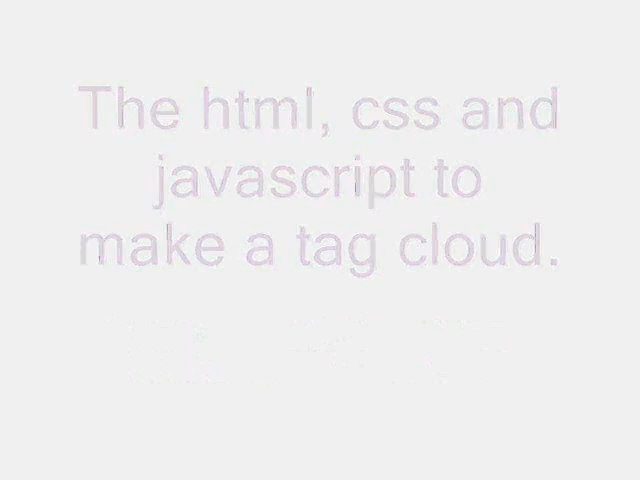 The html, css and
javascript to
make a tag cloud.